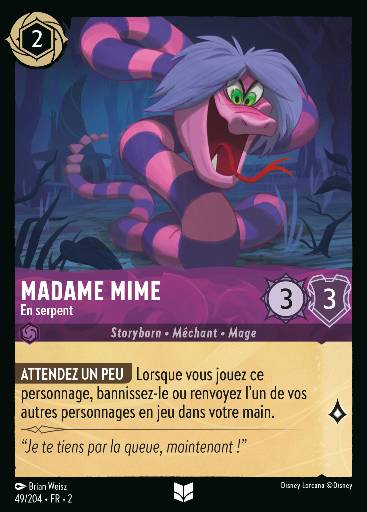 2
MADAME MIME
En serpent
3
3
Storyborn • Méchant • Mage
ATTENDEZ UN PEU Lorsque vous jouez ce
personnage, bannissez-le ou renvoyez l'un de vos
autres personnages en jeu dans votre main.
“Je te tiens par la queue, maintenant !”
Brian Weisz
Disney Lorcana ©Disney
49/204 • FR • 2